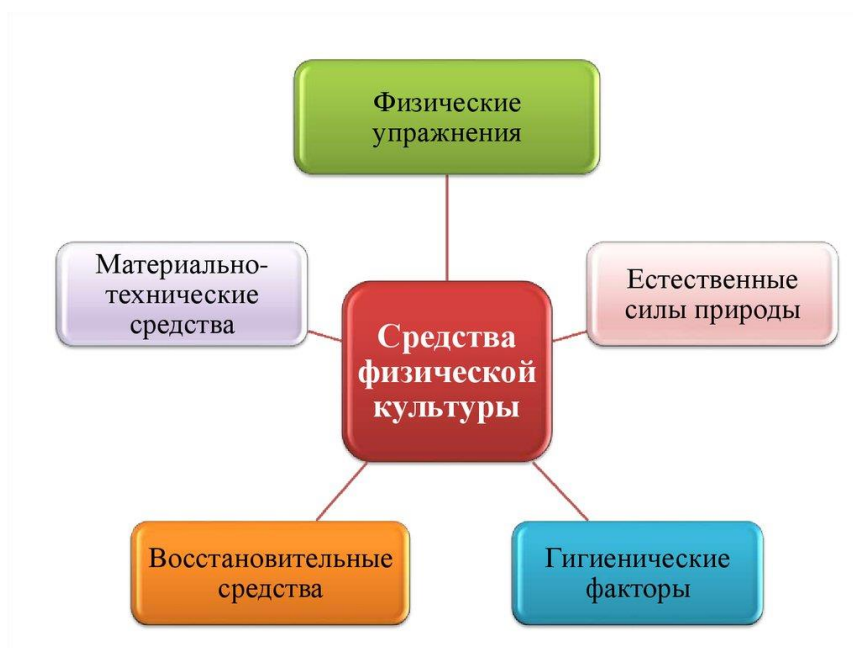 Физические
упражнения
Материально-
технические
средства
Естественные
силы природы
Средства
физической
культуры
Восстановительные
средства
Гигиенические
факторы